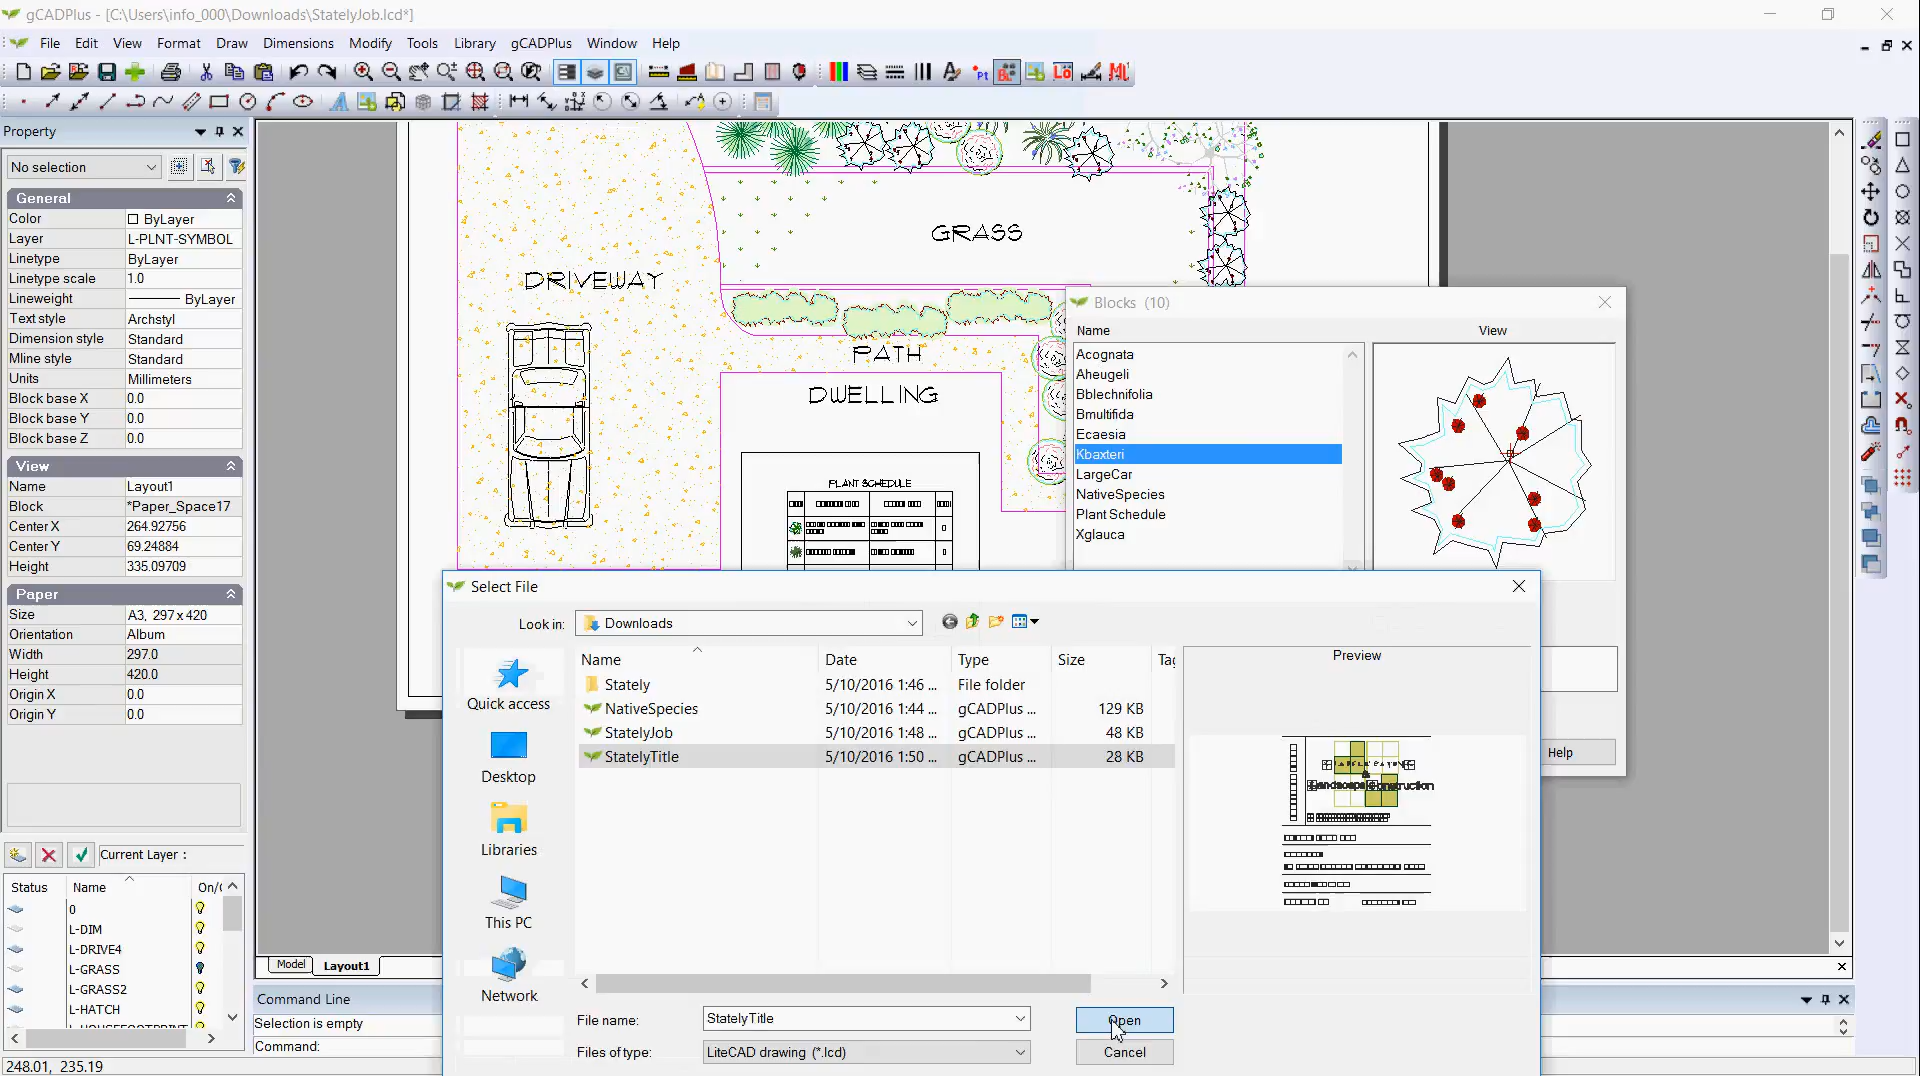 gCADPlus - [C:\Users\info_000\Downloads\StatelyJob.lcd*]
File Edit View Format Draw Dimensions Modify Tools Library gCADPlus Window Help
Property
No selection
General
Color ByLayer
Layer L-PLNT-SYMBOL
Linetype ByLayer
Linetype scale 1.0
Lineweight ByLayer
Text style Archstyl
Dimension style Standard
Mline style Standard
Units Millimeters
Block base X 0.0
Block base Y 0.0
Block base Z 0.0
View
Name Layout1
Block *Paper_Space17
Center X 264.92756
Center Y 69.24884
Height 335.09709
Paper
Size A3, 297 x 420
Orientation Album
Width 297.0
Height 420.0
Origin X 0.0
Origin Y 0.0
Current Layer :
Status Name On/
0
L-DIM
L-DRIVE4
L-GRASS
L-GRASS2
L-HATCH
248.01, 235.19
GRASS
DRIVEWAY
PATH
DWELLING
PLANT SCHEDULE
Model Layout1
Command Line
Selection is empty
Command:
Blocks (10)
Name View
Acognata
Aheugeli
Bblechnifolia
Bmultifida
Ecaesia
Kbaxteri
LargeCar
NativeSpecies
Plant Schedule
Xglauca
Help
Select File
Look in: Downloads
Quick access
Desktop
Libraries
This PC
Network
Name Date Type Size Tag
Stately 5/10/2016 1:46 ... File folder
NativeSpecies 5/10/2016 1:44 ... gCADPlus ... 129 KB
StatelyJob 5/10/2016 1:48 ... gCADPlus ... 48 KB
StatelyTitle 5/10/2016 1:50 ... gCADPlus ... 28 KB
Preview
File name: StatelyTitle
Open
Files of type: LiteCAD drawing (*.lcd)
Cancel